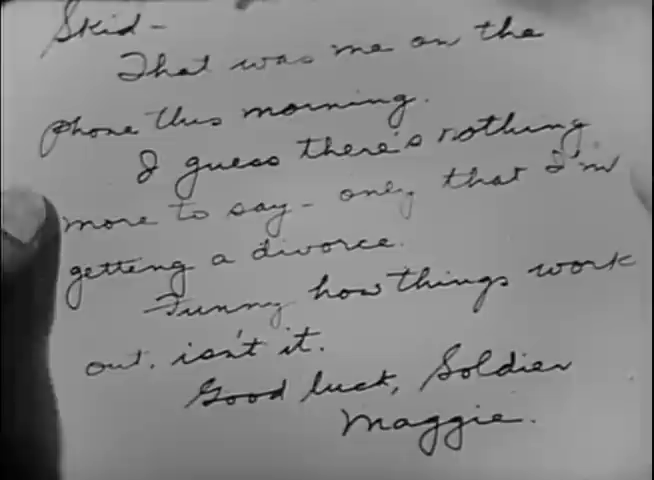 Skid -
That was me on the
phone this morning.
I guess there's nothing
more to say - only that I'm
getting a divorce.
Funny how things work
out, isn't it.
Good luck, Soldier
Maggie.